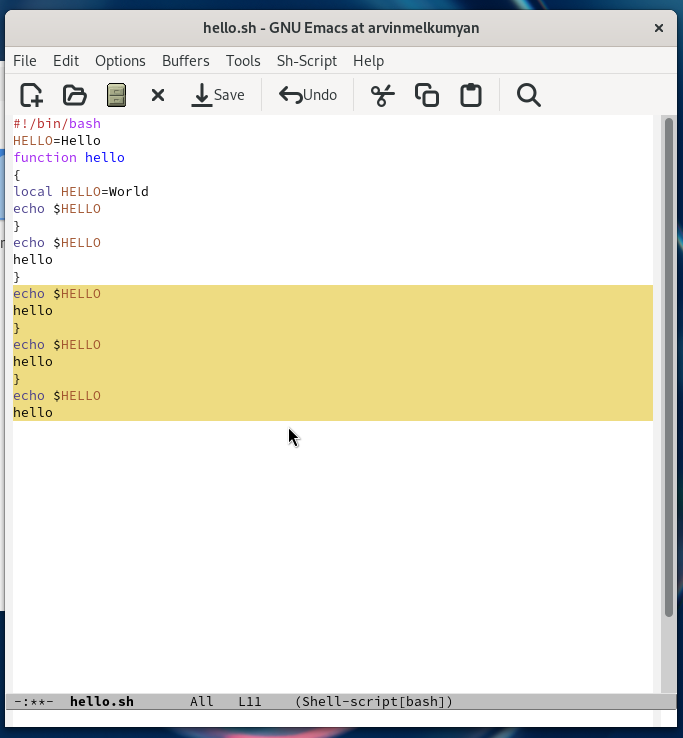 hello.sh - GNU Emacs at arvinmelkumyan
File Edit Options Buffers Tools Sh-Script Help
Save Undo
#!/bin/bash
HELLO=Hello
function hello
{
local HELLO=World
echo $HELLO
}
echo $HELLO
hello
}
echo $HELLO
hello
}
echo $HELLO
hello
}
echo $HELLO
hello
-:**- hello.sh All L11 (Shell-script[bash])